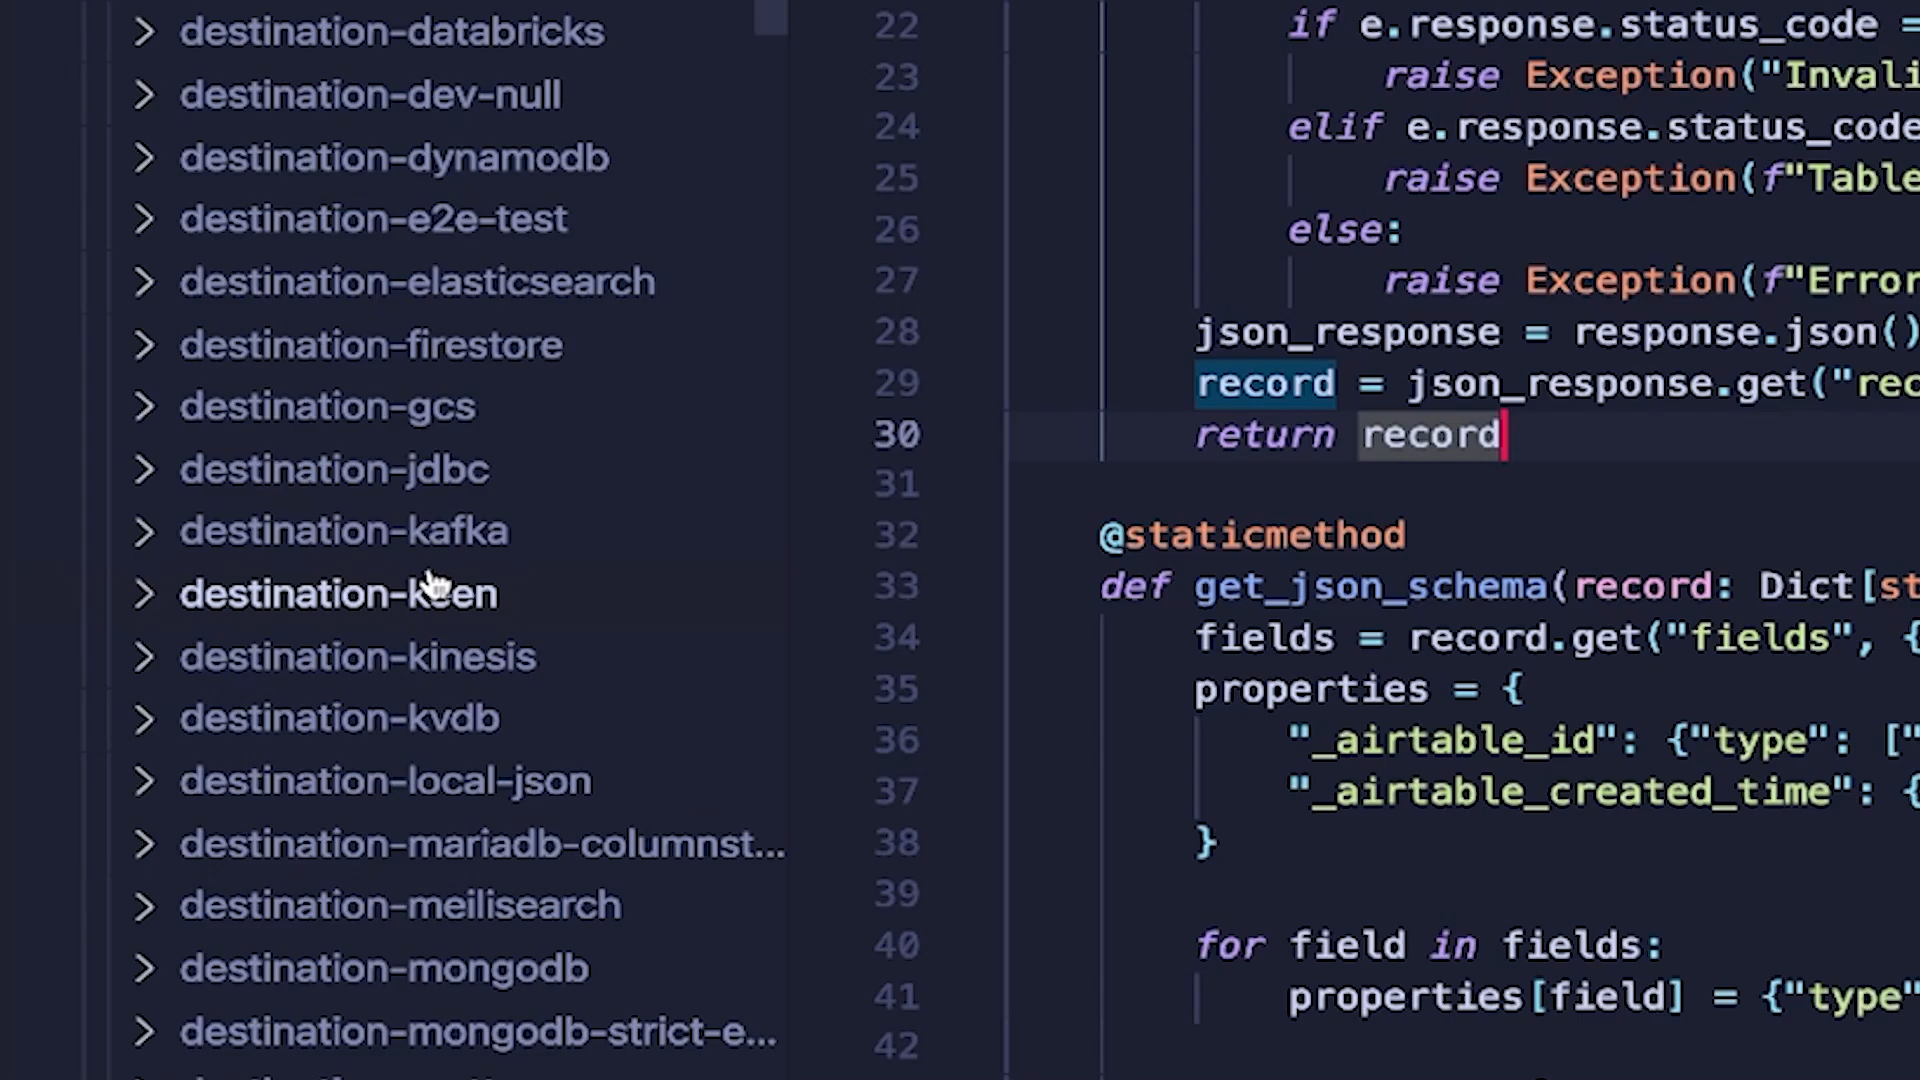 destination-databricks
destination-dev-null
destination-dynamodb
destination-e2e-test
destination-elasticsearch
destination-firestore
destination-gcs
destination-jdbc
destination-kafka
destination-keen
destination-kinesis
destination-kvdb
destination-local-json
destination-mariadb-columnst...
destination-meilisearch
destination-mongodb
destination-mongodb-strict-e...
22 if e.response.status_code =
23 raise Exception("Invali
24 elif e.response.status_code
25 raise Exception(f"Table
26 else:
27 raise Exception(f"Error
28 json_response = response.json()
29 record = json_response.get("rec
30 return record
31
32 @staticmethod
33 def get_json_schema(record: Dict[st
34 fields = record.get("fields", {
35 properties = {
36 "_airtable_id": {"type": ["
37 "_airtable_created_time": {
38 }
39
40 for field in fields:
41 properties[field] = {"type"
42